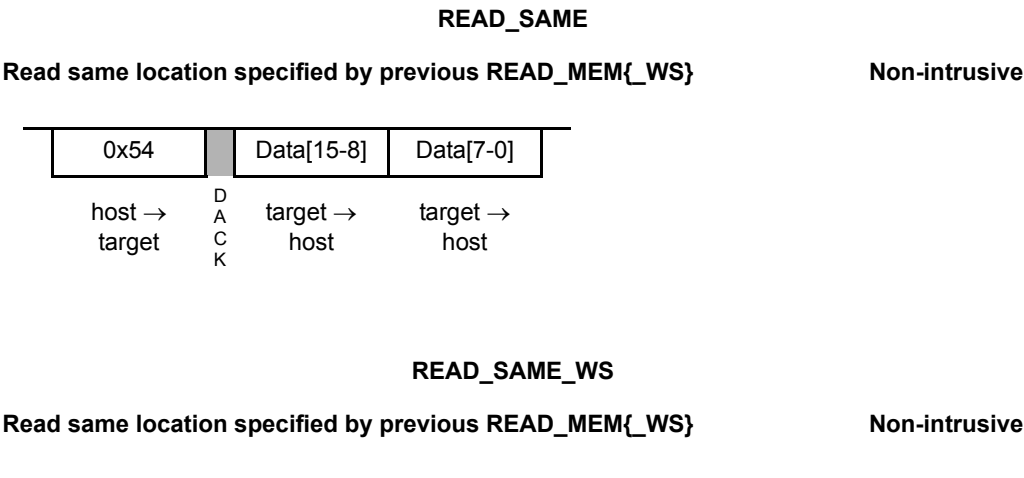 READ_SAME
Read same location specified by previous READ_MEM{_WS} Non-intrusive
0x54 Data[15-8] Data[7-0]
host → target → target →
target host host
D
A
C
K
READ_SAME_WS
Read same location specified by previous READ_MEM{_WS} Non-intrusive